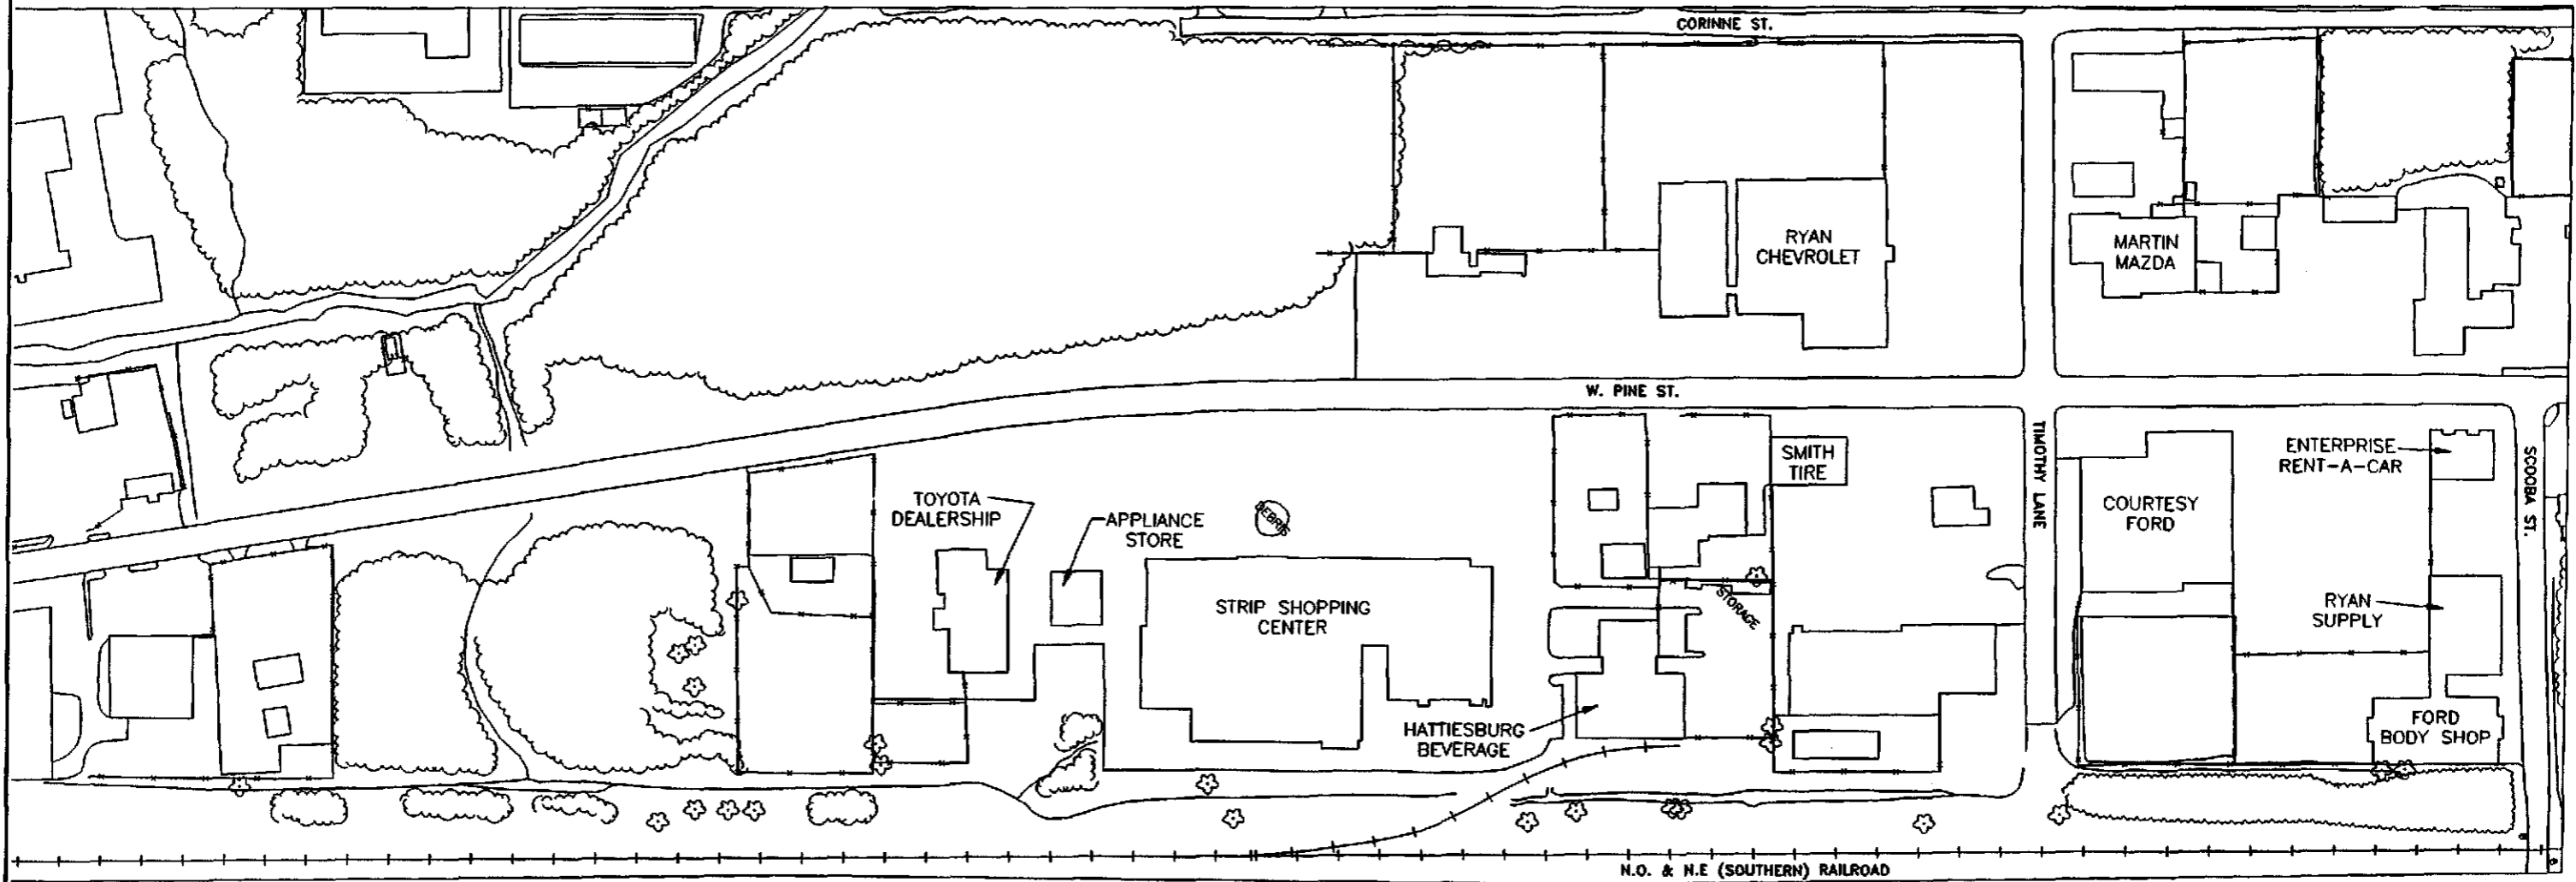 CORINNE ST.
RYAN
CHEVROLET
MARTIN
MAZDA
W. PINE ST.
TIMOTHY LANE
SCOOBA ST.
SMITH
TIRE
ENTERPRISE
RENT-A-CAR
COURTESY
FORD
TOYOTA
DEALERSHIP
APPLIANCE
STORE
DEBRIS
STRIP SHOPPING
CENTER
STORAGE
RYAN
SUPPLY
HATTIESBURG
BEVERAGE
FORD
BODY SHOP
N.O. & N.E (SOUTHERN) RAILROAD